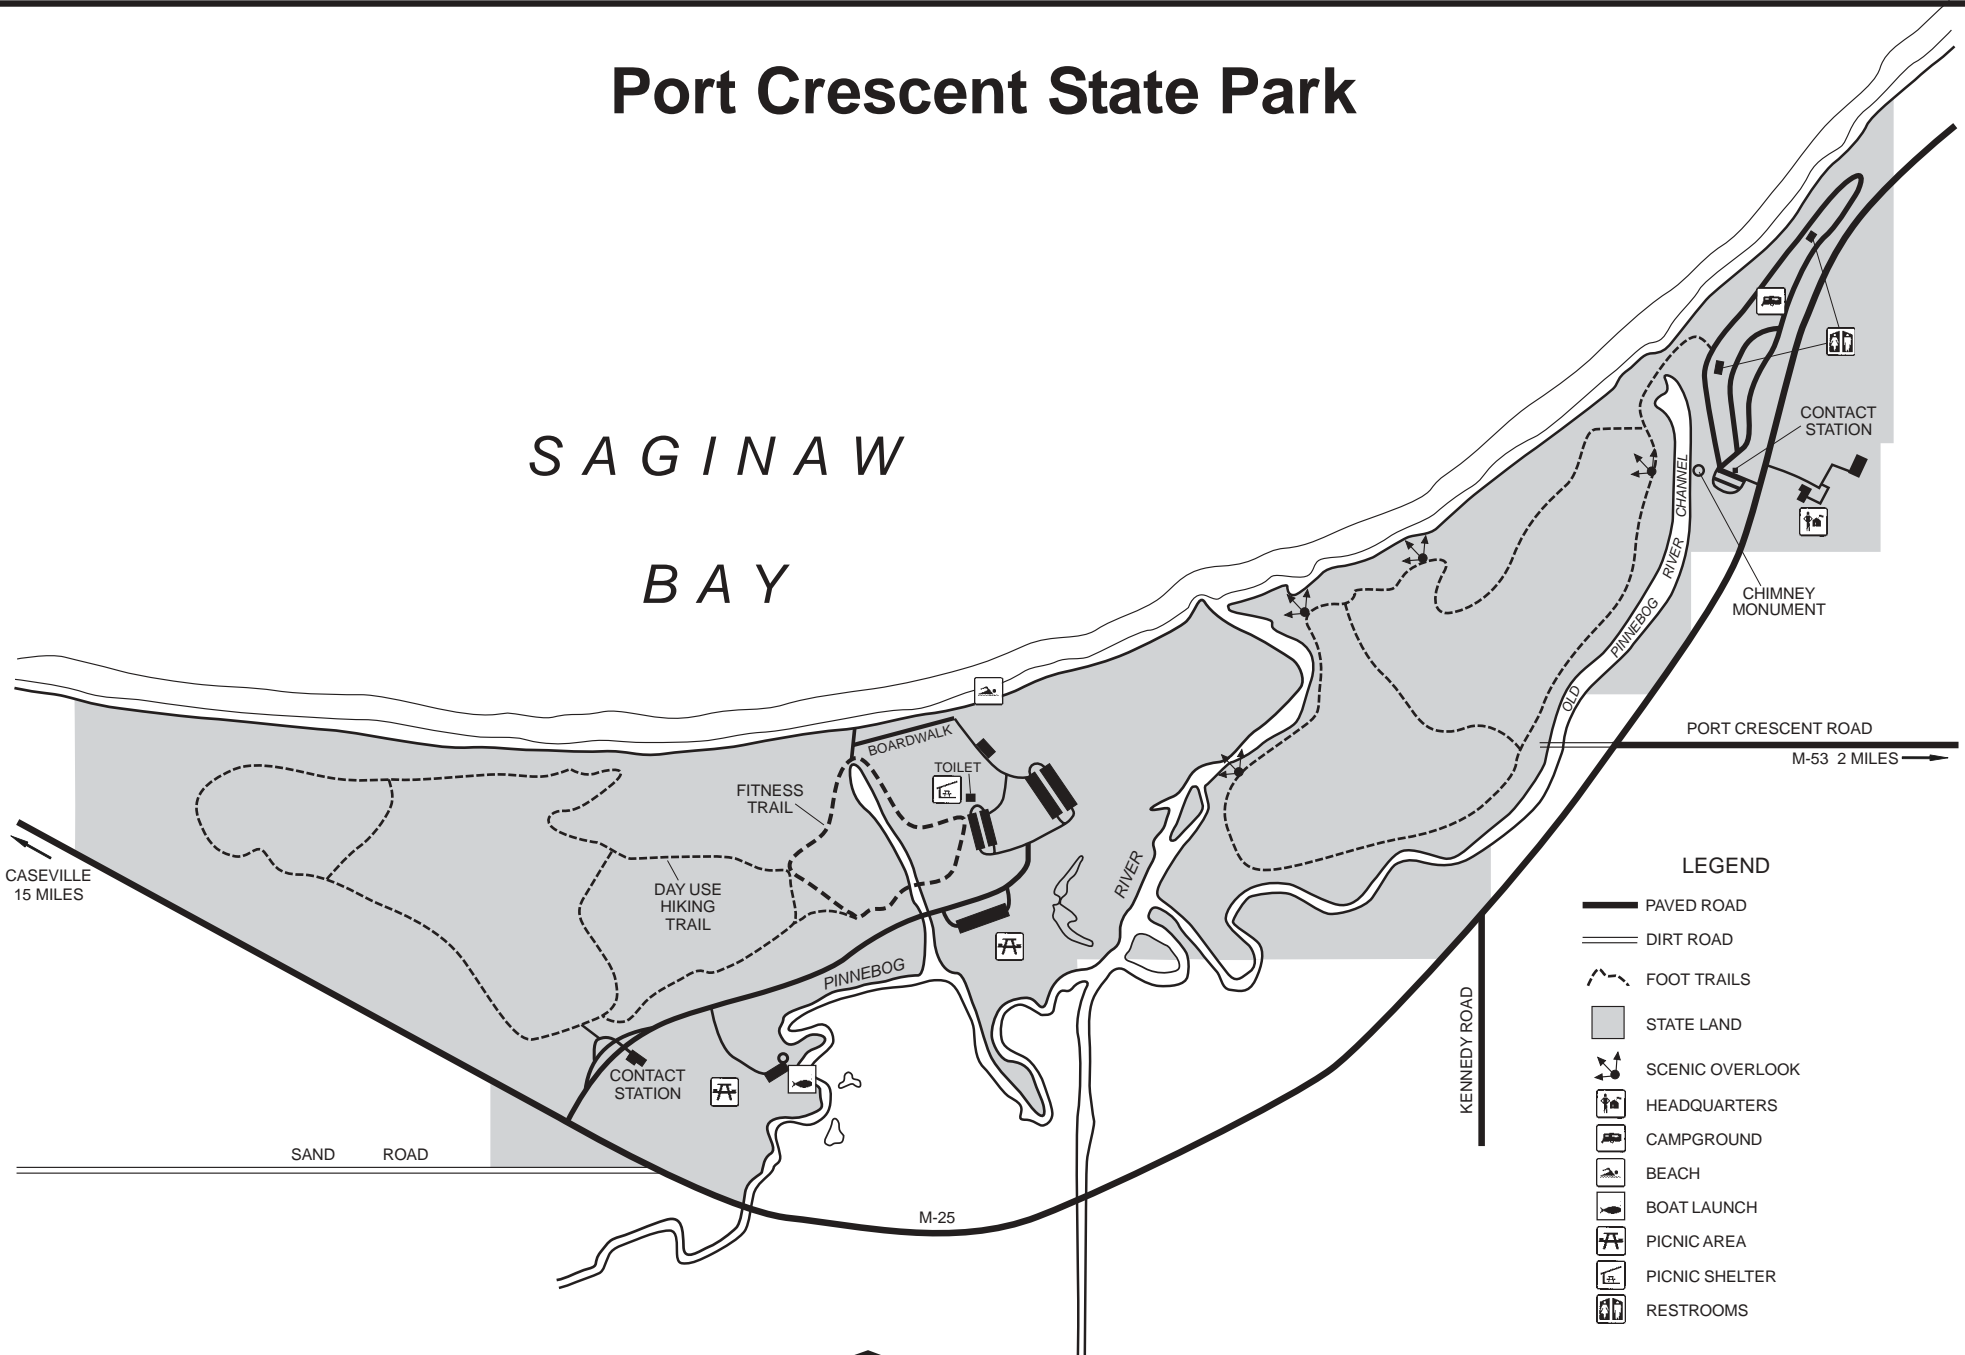 Port Crescent State Park
SAGINAW
BAY
CONTACT
STATION
CHANNEL
RIVER
PINNEBOG
OLD
CHIMNEY
MONUMENT
PORT CRESCENT ROAD
M-53 2 MILES
BOARDWALK
TOILET
FITNESS
TRAIL
CASEVILLE
15 MILES
DAY USE
HIKING
TRAIL
RIVER
PINNEBOG
CONTACT
STATION
SAND ROAD
M-25
KENNEDY ROAD
LEGEND
PAVED ROAD
DIRT ROAD
FOOT TRAILS
STATE LAND
SCENIC OVERLOOK
HEADQUARTERS
CAMPGROUND
BEACH
BOAT LAUNCH
PICNIC AREA
PICNIC SHELTER
RESTROOMS